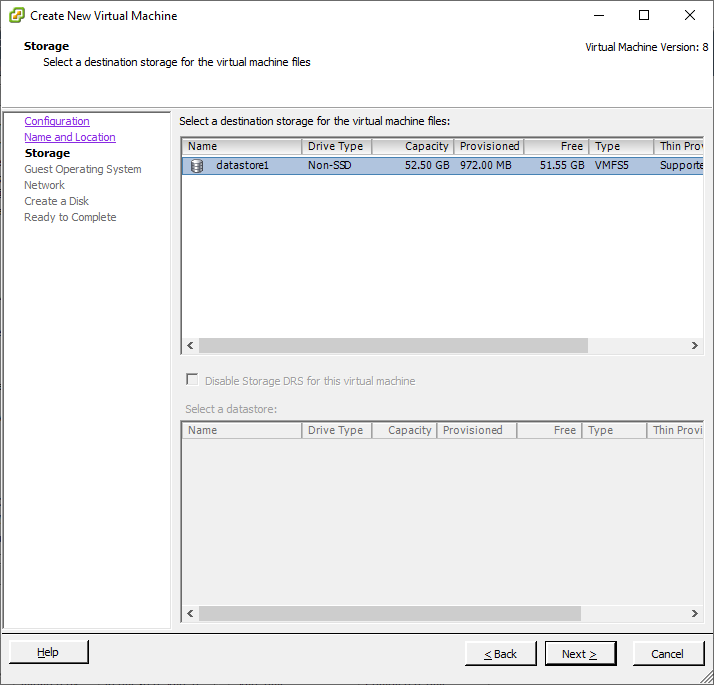 Create New Virtual Machine
Storage
Select a destination storage for the virtual machine files
Virtual Machine Version: 8
Configuration
Name and Location
Storage
Guest Operating System
Network
Create a Disk
Ready to Complete
Select a destination storage for the virtual machine files:
Name Drive Type Capacity Provisioned Free Type Thin Prov
datastore1 Non-SSD 52.50 GB 972.00 MB 51.55 GB VMFS5 Supporte
Disable Storage DRS for this virtual machine
Select a datastore:
Name Drive Type Capacity Provisioned Free Type Thin Provi
Help < Back Next > Cancel